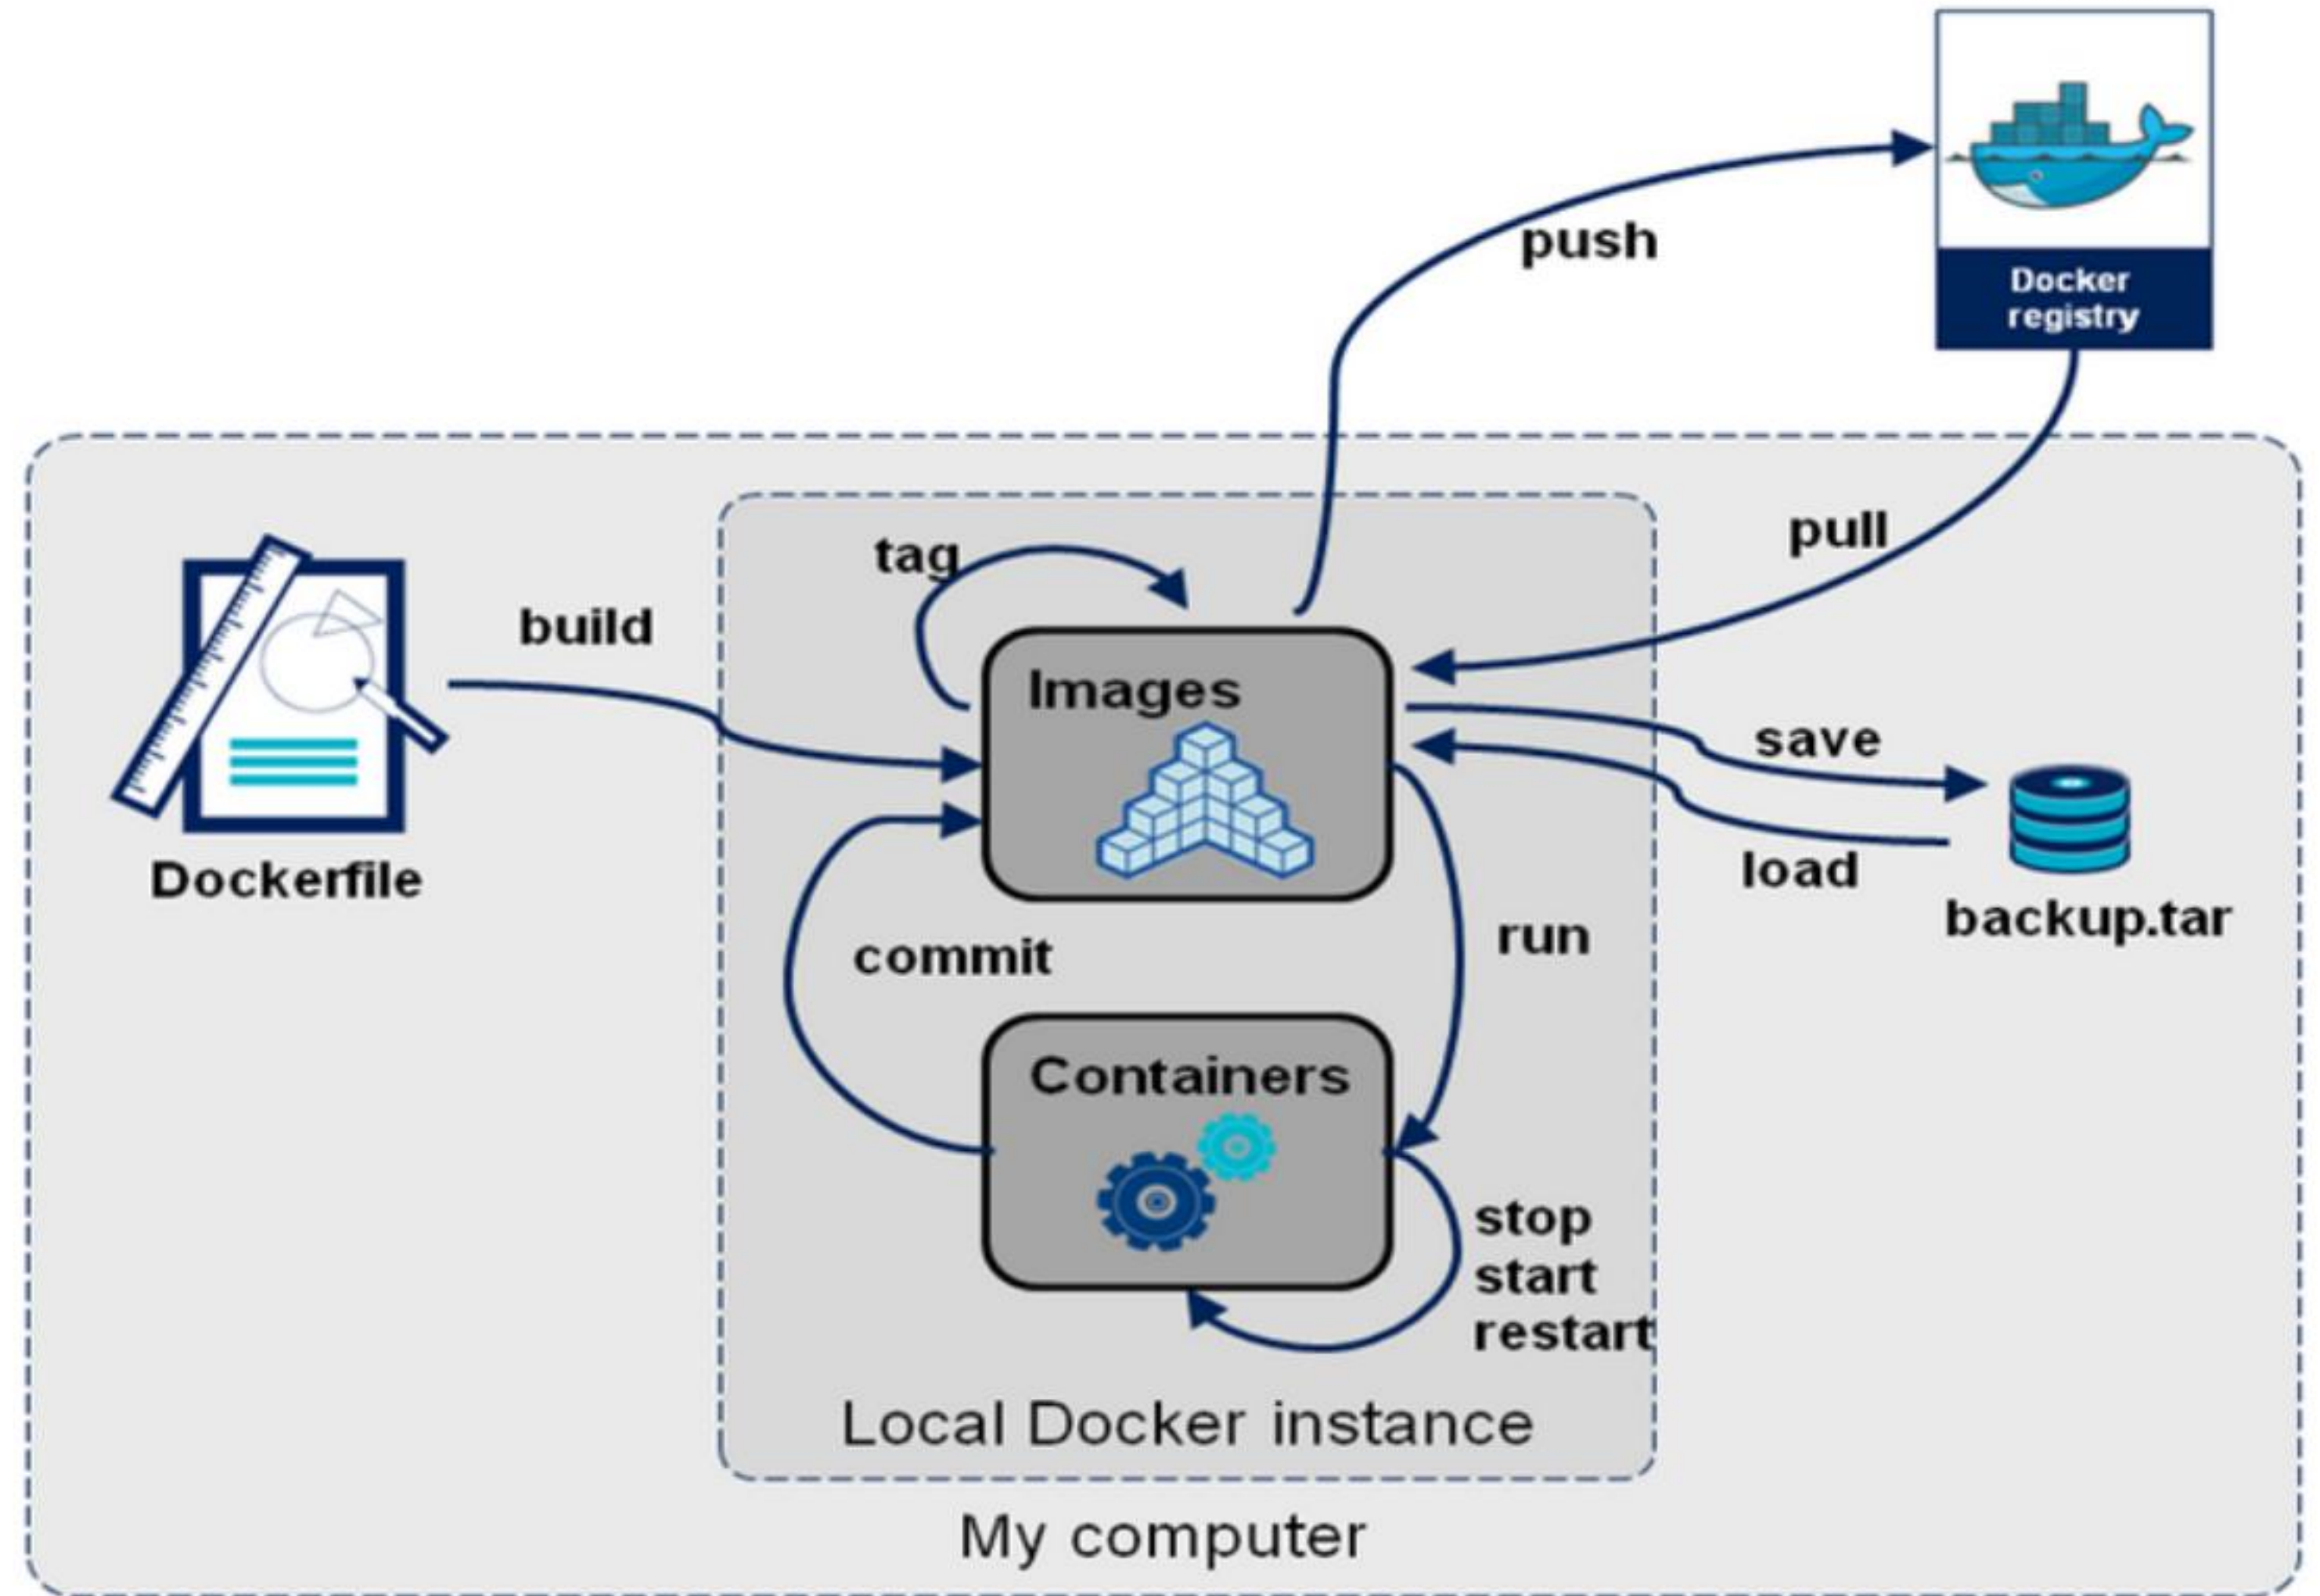 push
Docker
registry
pull
tag
build
Images
save
load
backup.tar
Dockerfile
commit
run
Containers
stop
start
restart
Local Docker instance
My computer